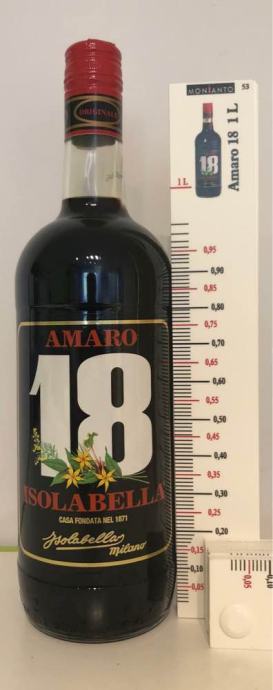 ORIGINALE
AMARO
18
ISOLABELLA
CASA FONDATA NEL 1871
Isolabella
Milano
MONTANTO
53
18
Amaro 18 1 L
1 L
0,95
0,90
0,85
0,80
0,75
0,70
0,65
0,60
0,55
0,50
0,45
0,40
0,35
0,30
0,25
0,20
0,15
0,10
0,05
0,05
0,1